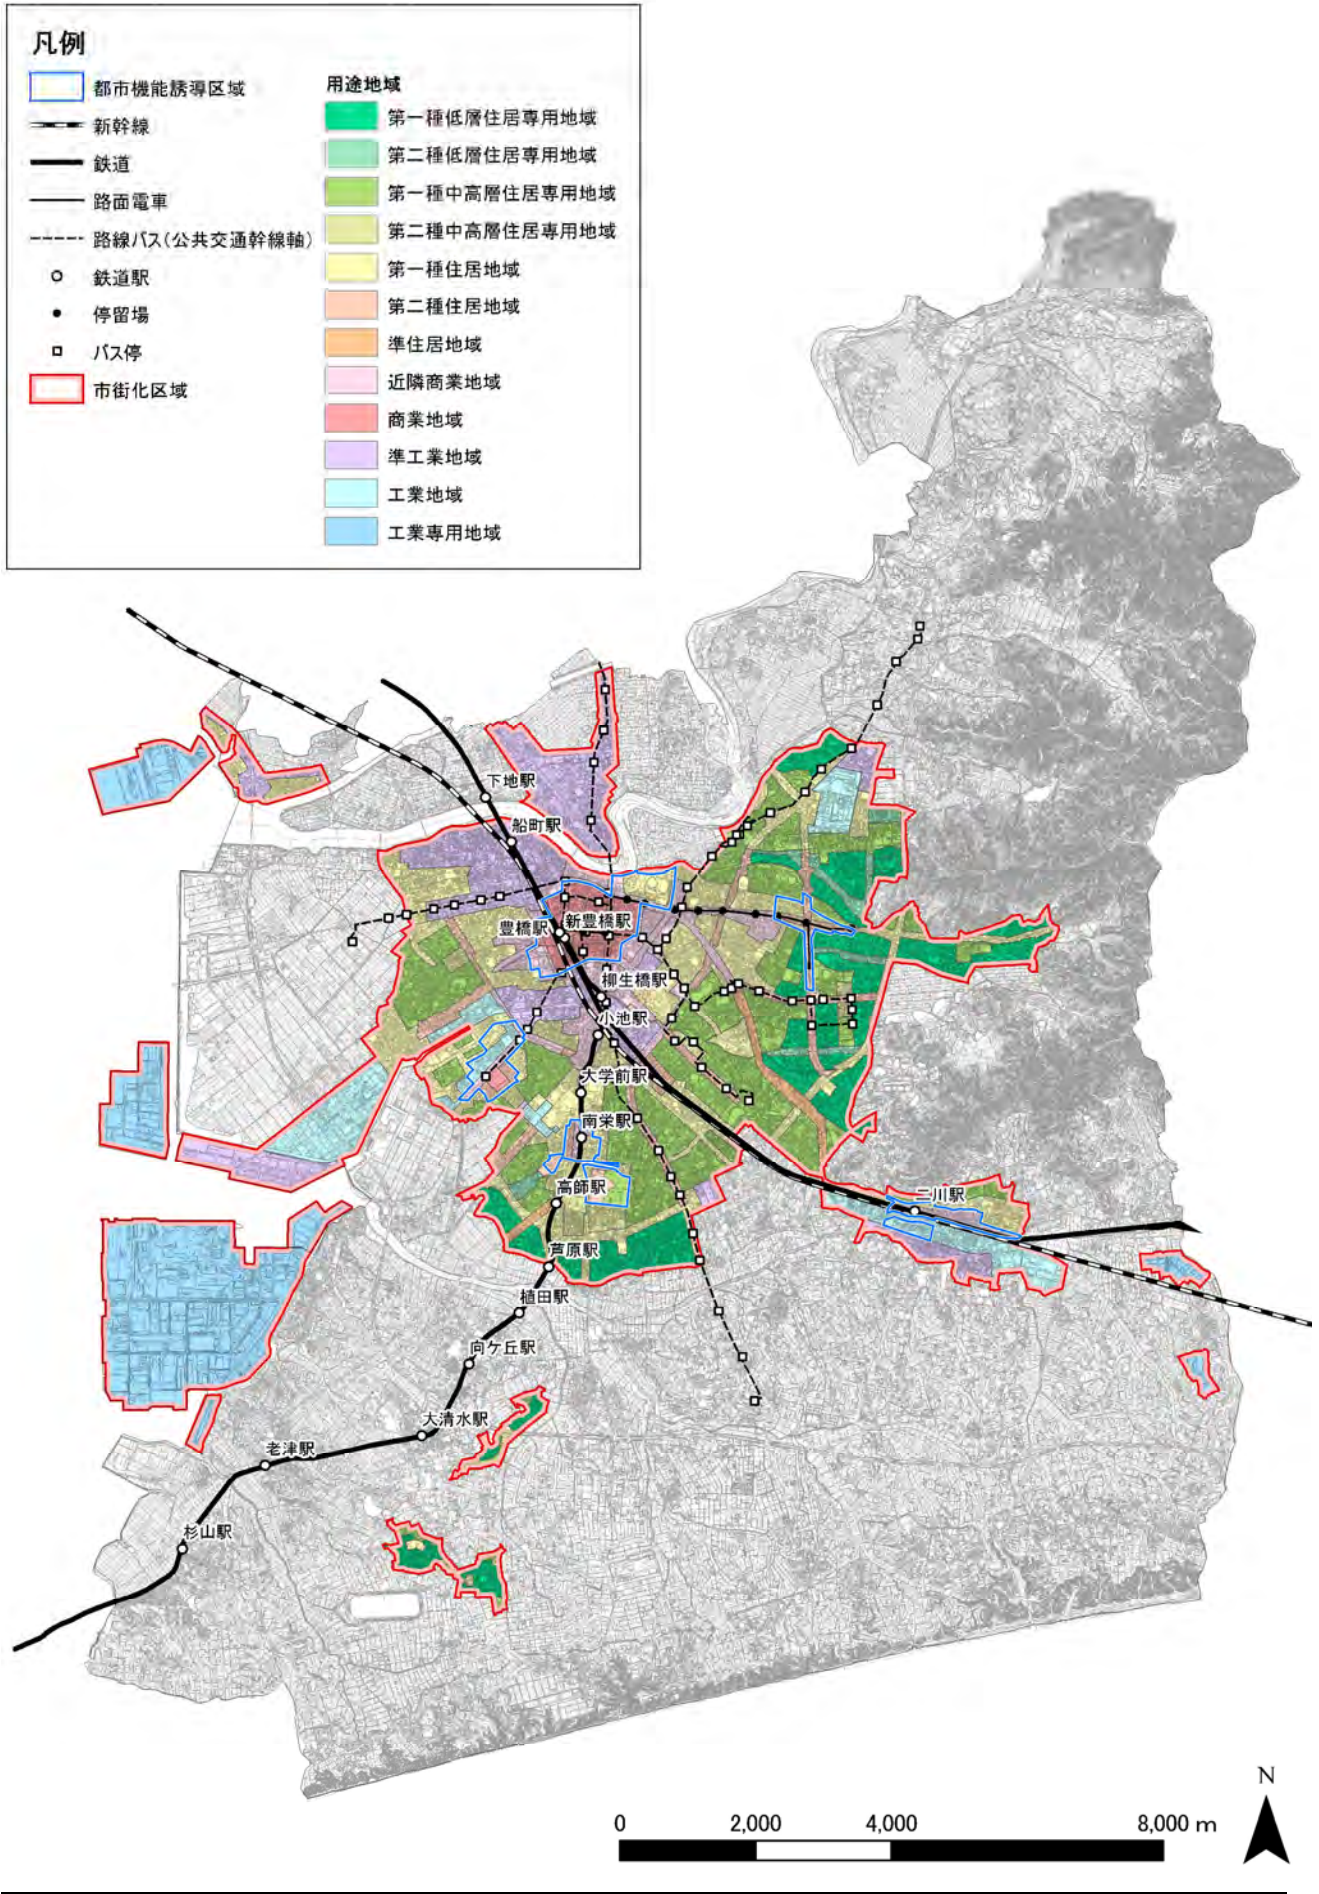 凡例
都市機能誘導区域
新幹線
鉄道
路面電車
路線バス(公共交通幹線軸)
鉄道駅
停留場
バス停
市街化区域
用途地域
第一種低層住居専用地域
第二種低層住居専用地域
第一種中高層住居専用地域
第二種中高層住居専用地域
第一種住居地域
第二種住居地域
準住居地域
近隣商業地域
商業地域
準工業地域
工業地域
工業専用地域
下地駅
船町駅
豊橋駅
新豊橋駅
柳生橋駅
小池駅
大学前駅
南栄駅
高師駅
芦原駅
植田駅
向ケ丘駅
大清水駅
老津駅
杉山駅
二川駅
N
0 2,000 4,000 8,000 m